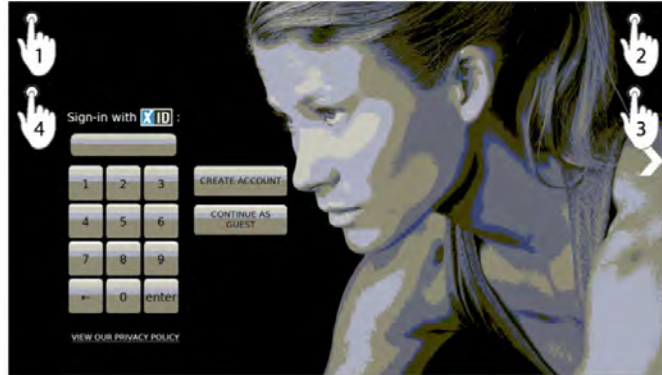 1
2
4
3
Sign-in with XID :
1 2 3
CREATE ACCOUNT
4 5 6
CONTINUE AS
GUEST
7 8 9
← 0 enter
VIEW OUR PRIVACY POLICY